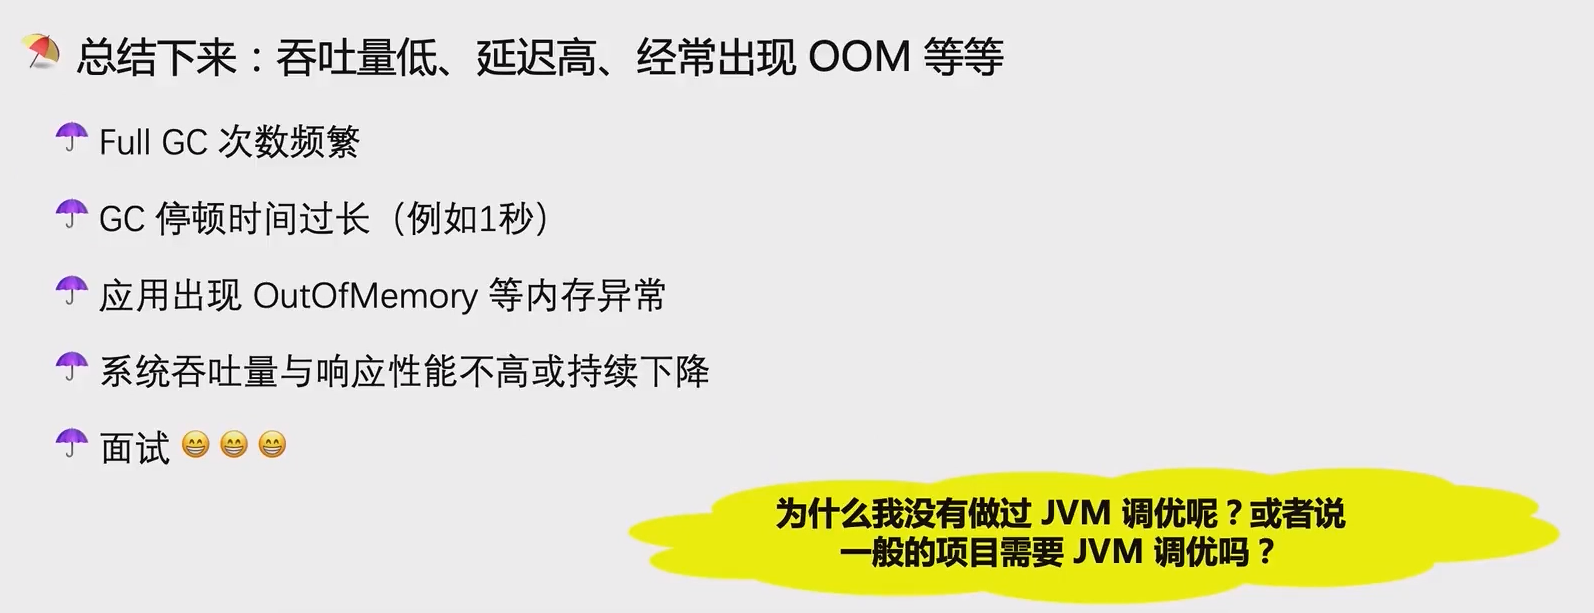 总结下来：吞吐量低、延迟高、经常出现 OOM 等等
Full GC 次数频繁
GC 停顿时间过长（例如1秒）
应用出现 OutOfMemory 等内存异常
系统吞吐量与响应性能不高或持续下降
面试 😁😁😁
为什么我没有做过 JVM 调优呢？或者说
一般的项目需要 JVM 调优吗？